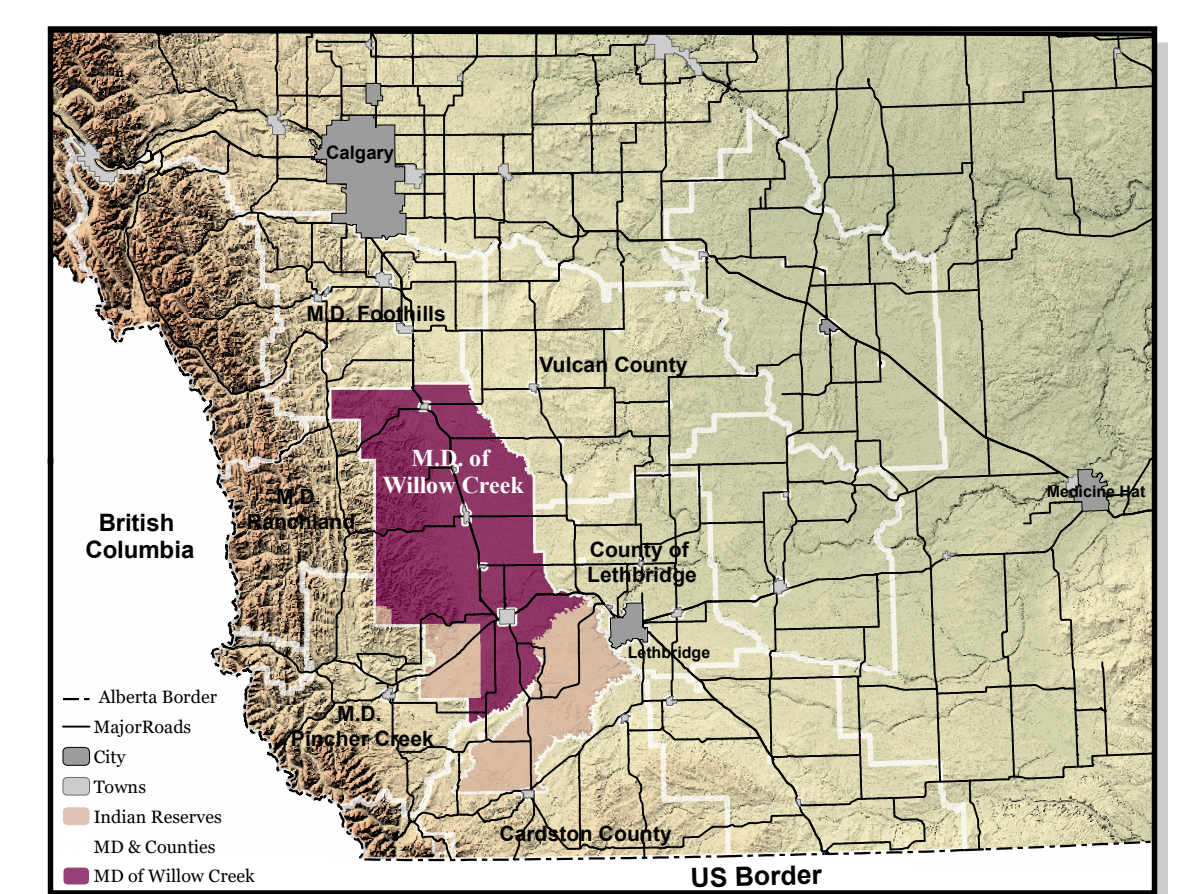 Calgary
M.D. Foothills
Vulcan County
M.D. of
Willow Creek
M.D.
Ranchland
Medicine Hat
British
Columbia
County of
Lethbridge
Lethbridge
M.D.
Pincher Creek
Cardston County
US Border
Alberta Border
MajorRoads
City
Towns
Indian Reserves
MD & Counties
MD of Willow Creek